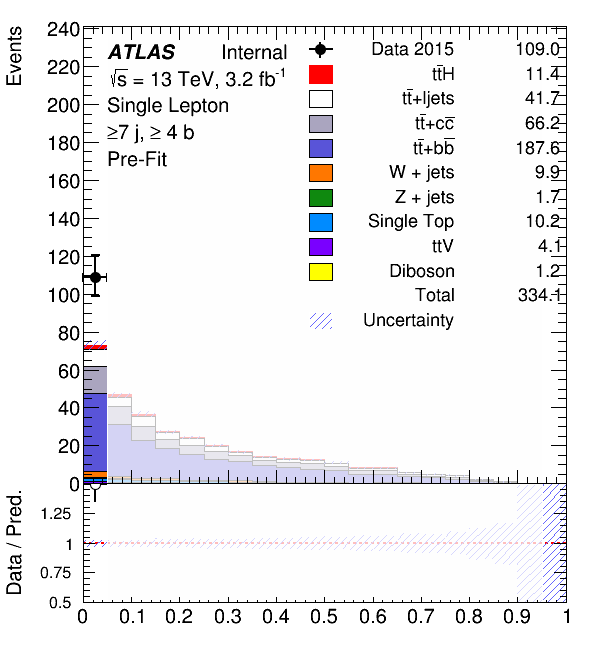 Events
240
220
200
180
160
140
120
100
80
60
40
20
0
ATLAS Internal
√s = 13 TeV, 3.2 fb⁻¹
Single Lepton
≥7 j, ≥ 4 b
Pre-Fit
Data 2015 109.0
tt̄H 11.4
tt̄+ljets 41.7
tt̄+cc̄ 66.2
tt̄+bb̄ 187.6
W + jets 9.9
Z + jets 1.7
Single Top 10.2
ttV 4.1
Diboson 1.2
Total 334.1
Uncertainty
Data / Pred.
1.25
1
0.75
0.5
0 0.1 0.2 0.3 0.4 0.5 0.6 0.7 0.8 0.9 1